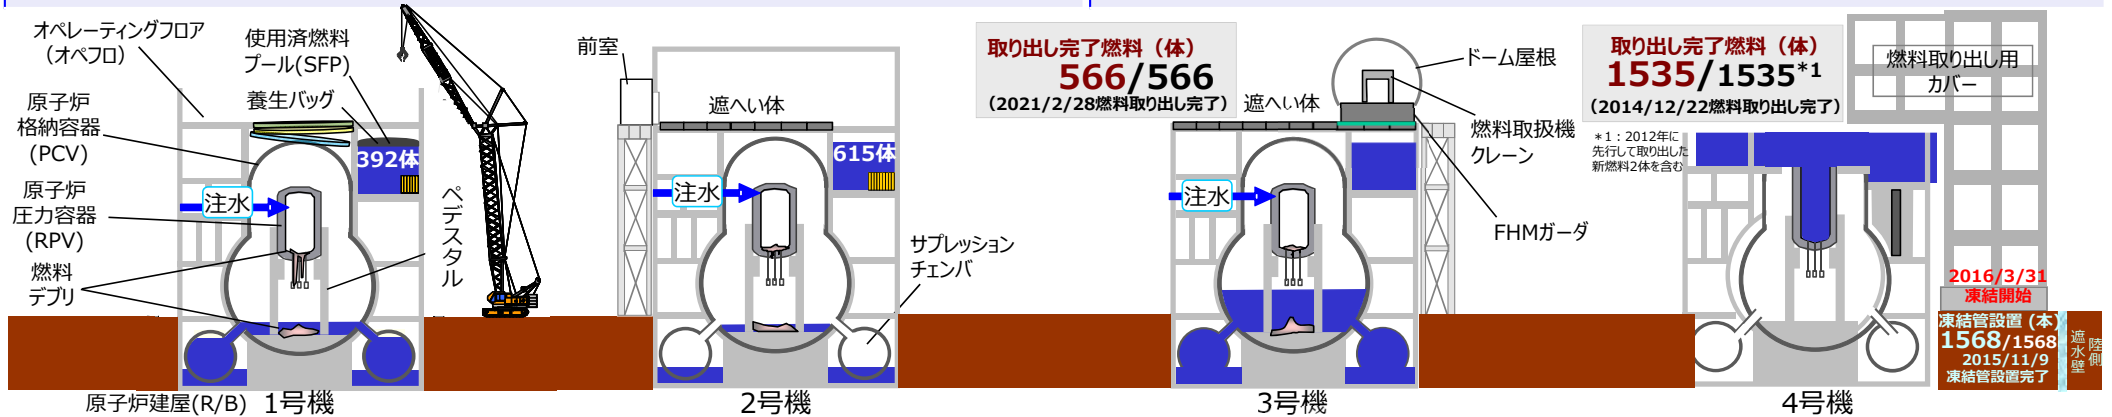 オペレーティングフロア
（オペフロ）
使用済燃料
プール(SFP)
養生バッグ
原子炉
格納容器
(PCV)
392体
注水
原子炉
圧力容器
(RPV)
燃料
デブリ
ペデスタル
原子炉建屋(R/B)
1号機
前室
遮へい体
615体
注水
サプレッション
チェンバ
2号機
取り出し完了燃料（体）
566/566
（2021/2/28燃料取り出し完了）
遮へい体
ドーム屋根
燃料取扱機
クレーン
注水
FHMガーダ
3号機
取り出し完了燃料（体）
1535/1535*1
（2014/12/22燃料取り出し完了）
*1：2012年に
先行して取り出した
新燃料2体を含む
燃料取り出し用
カバー
2016/3/31
凍結開始
凍結管設置 (本)
1568/1568
2015/11/9
凍結管設置完了
陸側
遮水壁
4号機